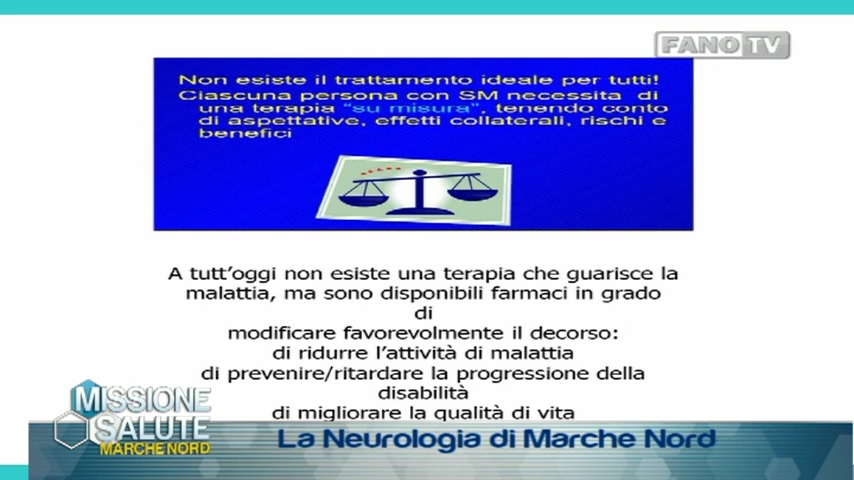 FANO TV
Non esiste il trattamento ideale per tutti!
Ciascuna persona con SM necessita di
una terapia "su misura", tenendo conto
di aspettative, effetti collaterali, rischi e
benefici
A tutt'oggi non esiste una terapia che guarisce la
malattia, ma sono disponibili farmaci in grado
di
modificare favorevolmente il decorso:
di ridurre l'attività di malattia
di prevenire/ritardare la progressione della
disabilità
di migliorare la qualità di vita
MISSIONE
SALUTE
MARCHE NORD
La Neurologia di Marche Nord